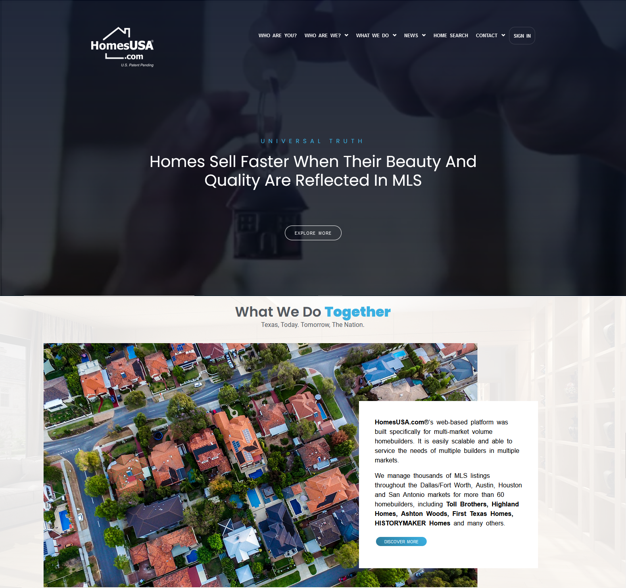 HomesUSA
.com
U.S. Patent Pending
WHO ARE YOU? WHO ARE WE? WHAT WE DO NEWS HOME SEARCH CONTACT SIGN IN
UNIVERSAL TRUTH
Homes Sell Faster When Their Beauty And
Quality Are Reflected In MLS
EXPLORE MORE
What We Do Together
Texas, Today. Tomorrow, The Nation.
HomesUSA.com®'s web-based platform was
built specifically for multi-market volume
homebuilders. It is easily scalable and able to
service the needs of multiple builders in multiple
markets.
We manage thousands of MLS listings
throughout the Dallas/Fort Worth, Austin, Houston
and San Antonio markets for more than 60
homebuilders, including Toll Brothers, Highland
Homes, Ashton Woods, First Texas Homes,
HISTORYMAKER Homes and many others.
DISCOVER MORE